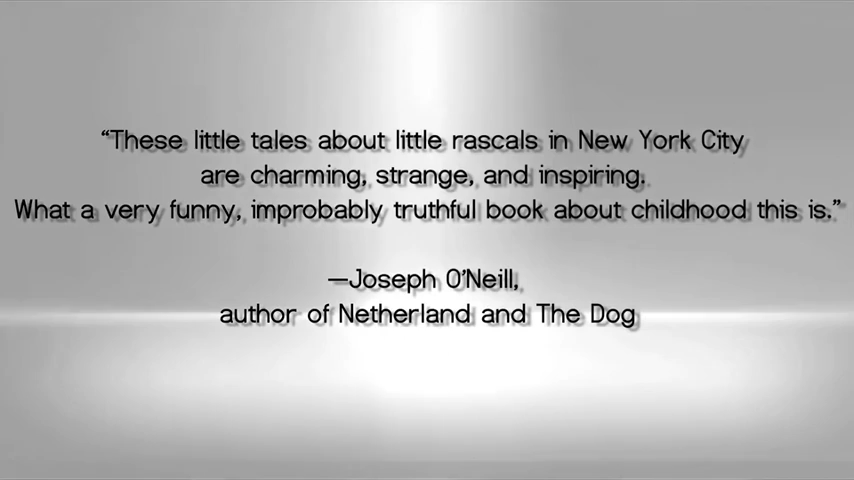 “These little tales about little rascals in New York City
are charming, strange, and inspiring.
What a very funny, improbably truthful book about childhood this is.”
—Joseph O’Neill,
author of Netherland and The Dog